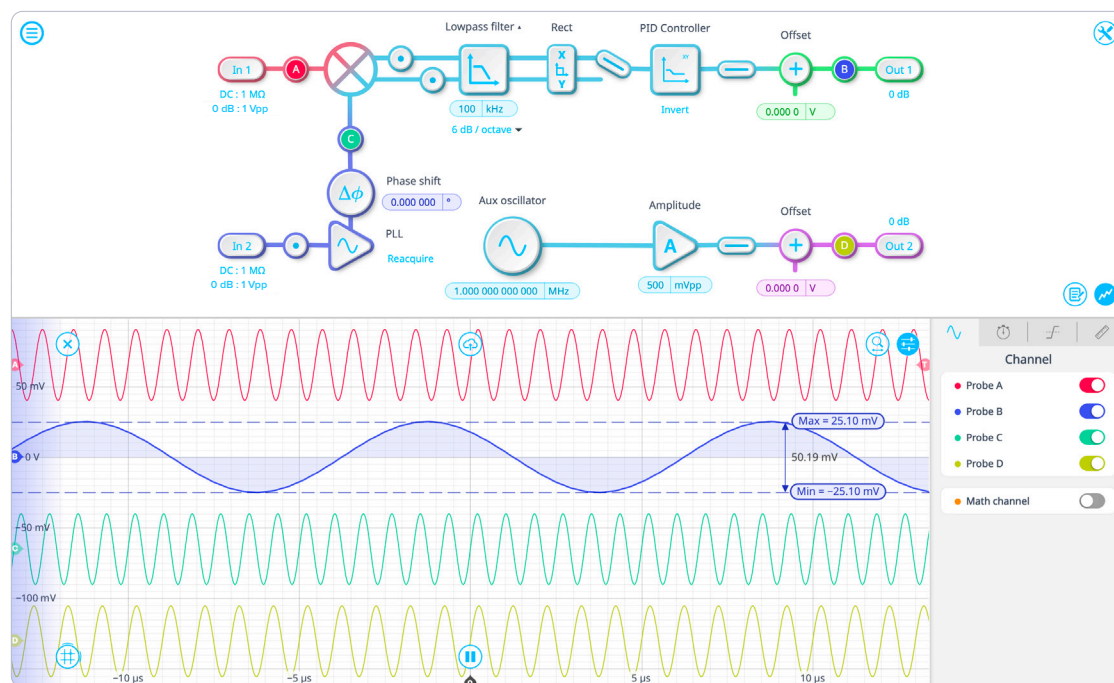 Lowpass filter
Rect
PID Controller
Offset
In 1
A
X
Y
XY
B
Out 1
DC : 1 MΩ
0 dB : 1 Vpp
100 kHz
Invert
0.000 0 V
0 dB
6 dB / octave
C
Δϕ
Phase shift
0.000 000 °
Aux oscillator
Amplitude
Offset
0 dB
In 2
PLL
Reacquire
A
D
Out 2
DC : 1 MΩ
0 dB : 1 Vpp
1.000 000 000 000 MHz
500 mVpp
0.000 0 V
Channel
A
T
50 mV
Probe A
Probe B
Probe C
Probe D
Math channel
Max = 25.10 mV
B
0 V
50.19 mV
Min = −25.10 mV
−50 mV
C
−100 mV
D
−10 µs
−5 µs
0
5 µs
10 µs